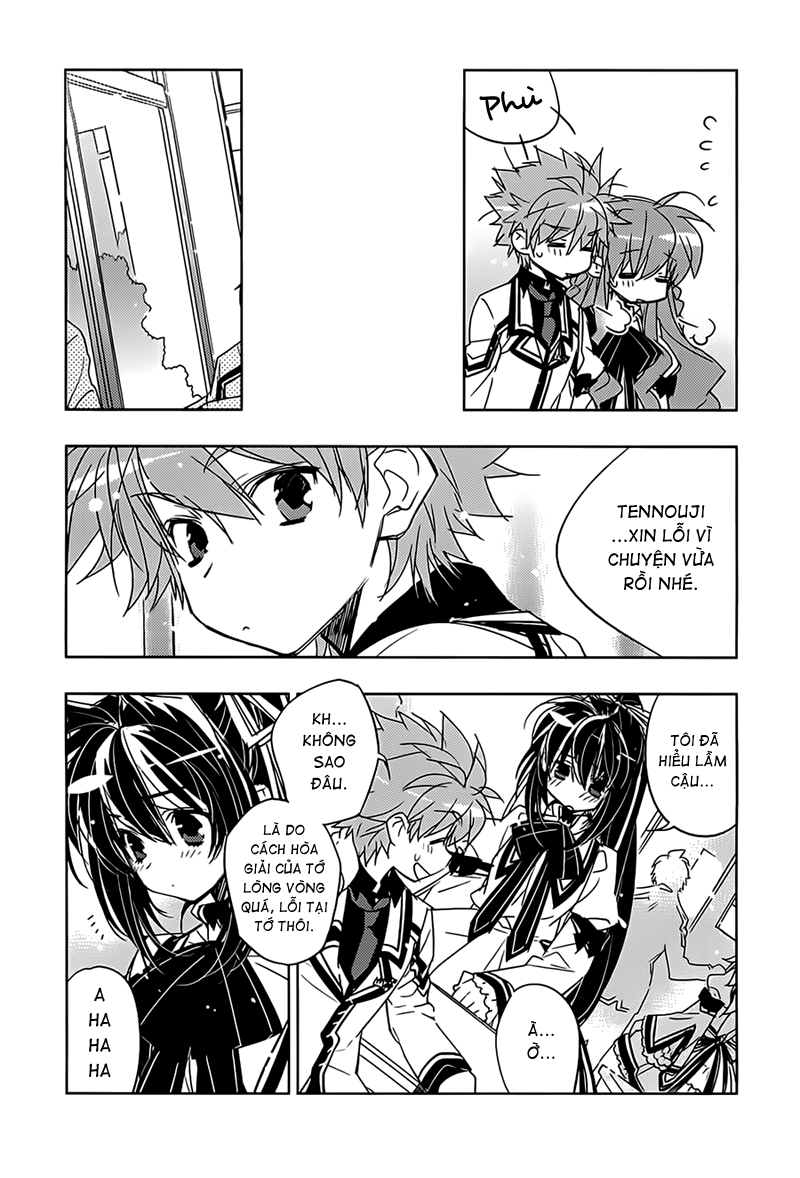 Phù
TENNOUJI
...XIN LỖI VÌ
CHUYỆN VỪA
RỒI NHÉ.
TÔI ĐÃ
HIỂU LẦM
CẬU...
KH...
KHÔNG
SAO
ĐÂU.
LÀ DO
CÁCH HÒA
GIẢI CỦA TỚ
LÒNG VÒNG
QUÁ, LỖI TẠI
TỚ THÔI.
À...
Ờ...
A
HA
HA
HA